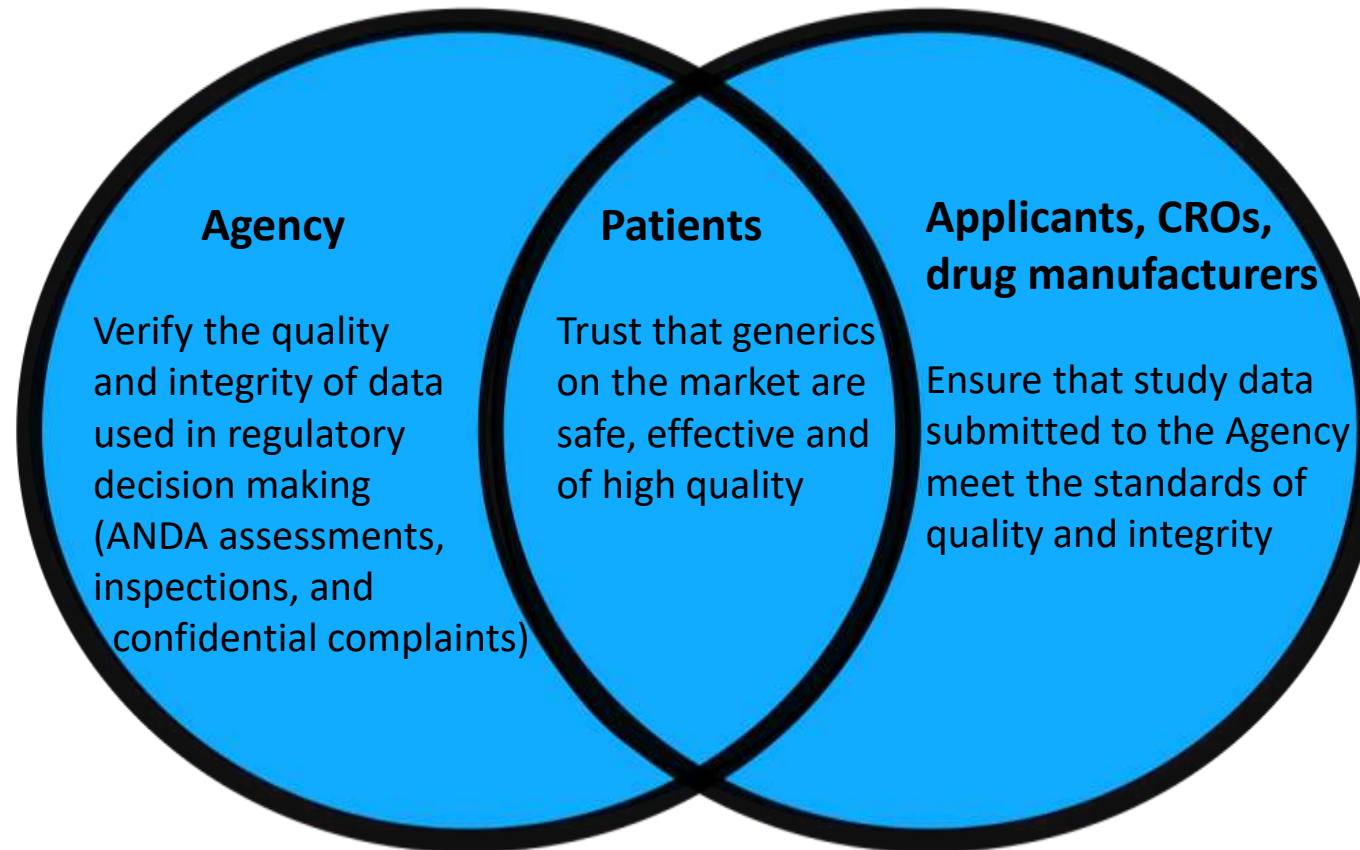 Agency
Verify the quality
and integrity of data
used in regulatory
decision making
(ANDA assessments,
inspections, and
confidential complaints)
Patients
Trust that generics
on the market are
safe, effective and
of high quality
Applicants, CROs,
drug manufacturers
Ensure that study data
submitted to the Agency
meet the standards of
quality and integrity